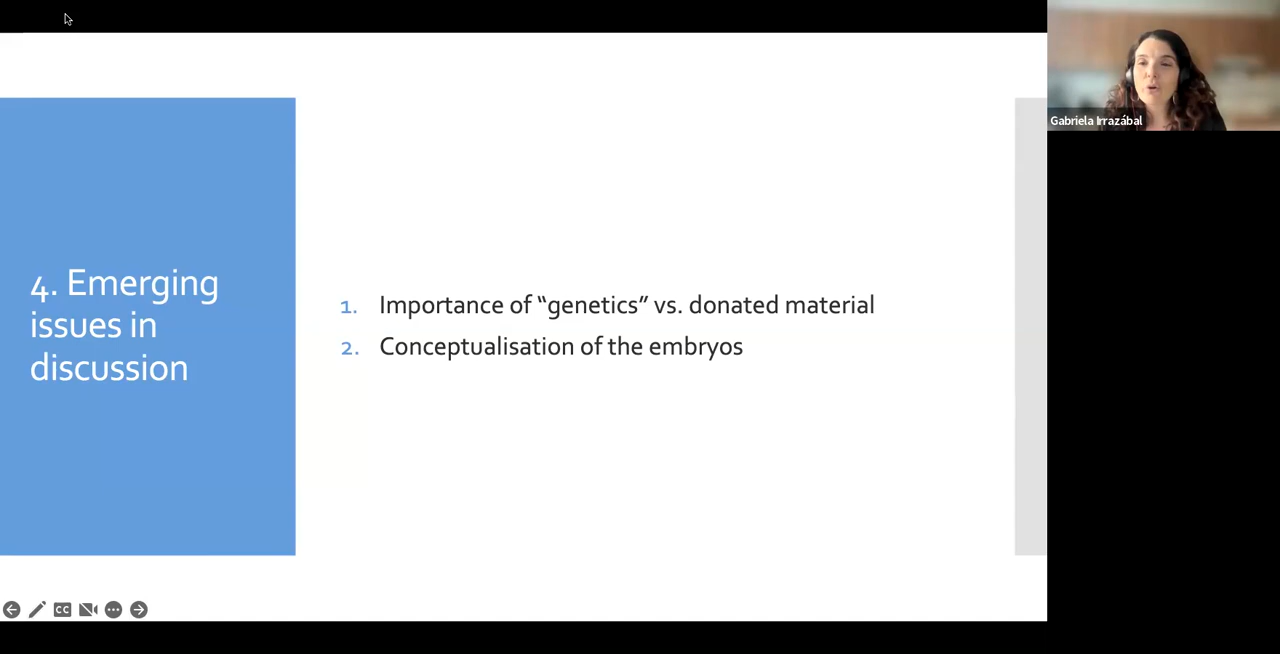 4. Emerging
issues in
discussion
1. Importance of “genetics” vs. donated material
2. Conceptualisation of the embryos
Gabriela Irrazábal
CC